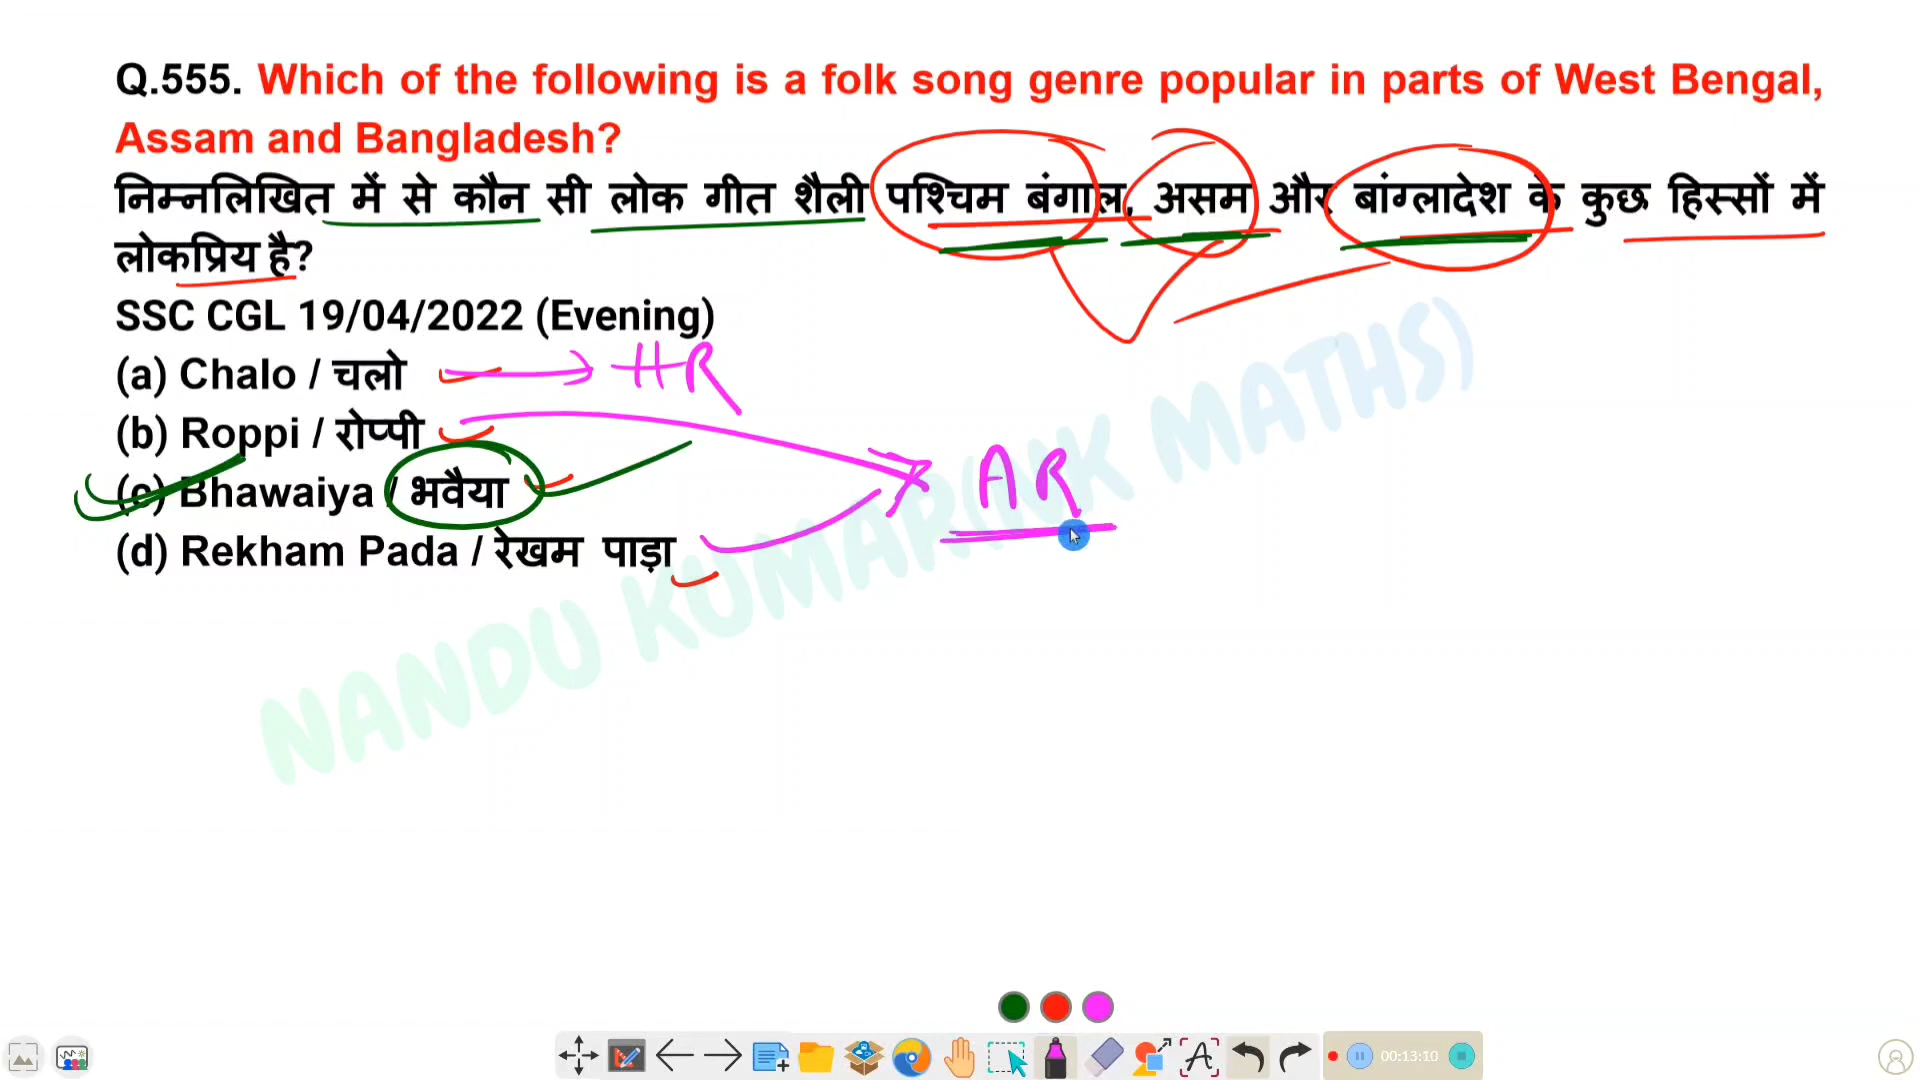 Q.555. Which of the following is a folk song genre popular in parts of West Bengal,
Assam and Bangladesh?
निम्नलिखित में से कौन सी लोक गीत शैली पश्चिम बंगाल, असम और बांग्लादेश के कुछ हिस्सों में
लोकप्रिय है?
SSC CGL 19/04/2022 (Evening)
(a) Chalo / चलो → HR
(b) Roppi / रोप्पी
(c) Bhawaiya / भवैया
AR
(d) Rekham Pada / रेखम पाड़ा
NANDU KUMAR(NK MATHS)
00:13:10